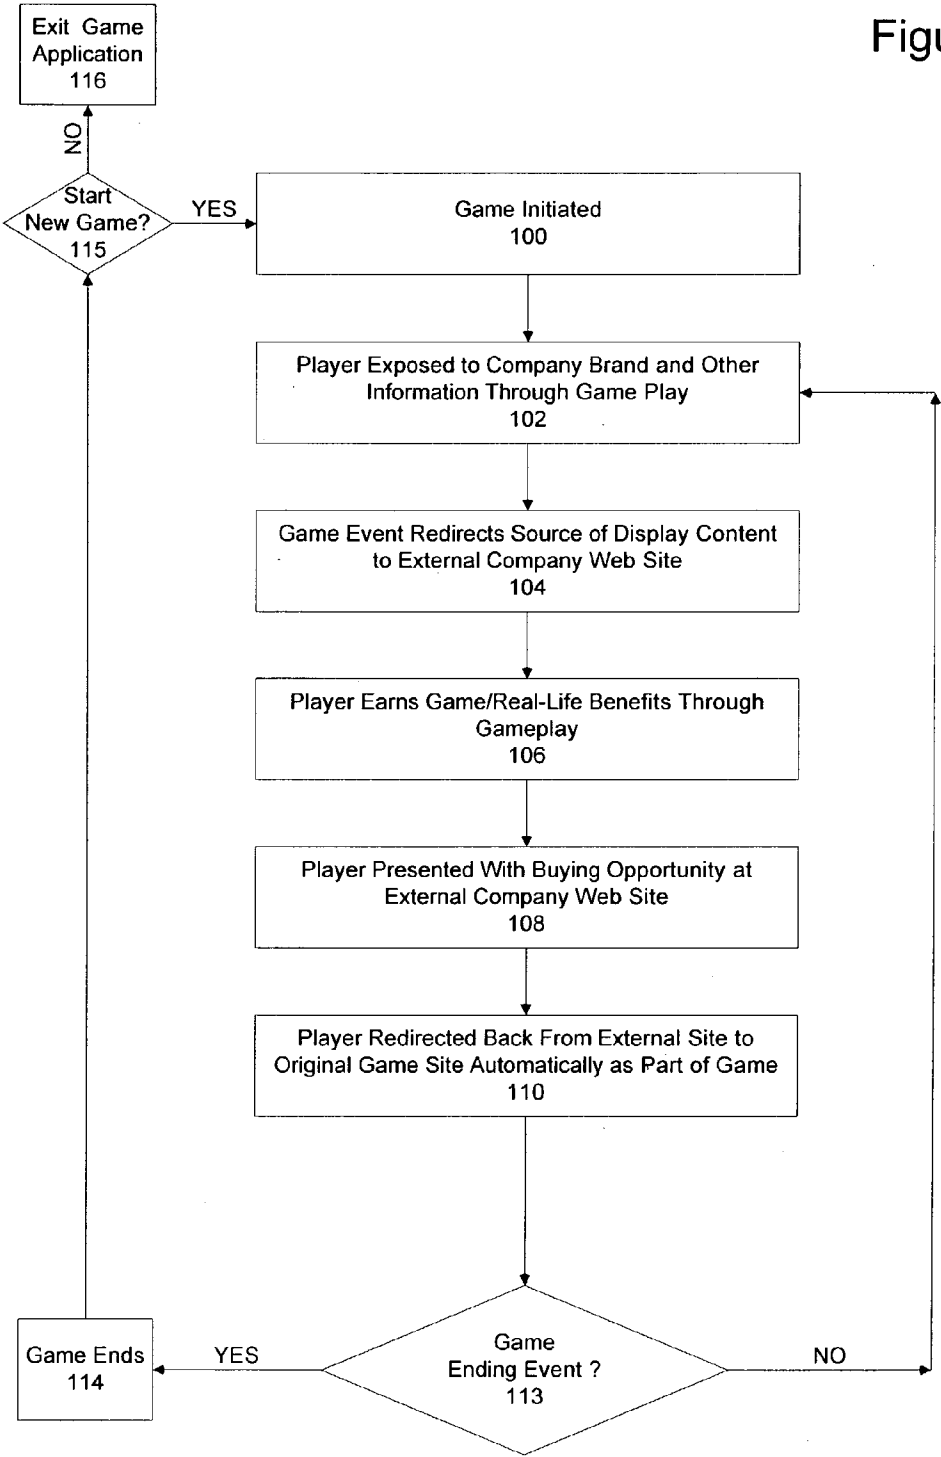 Exit Game
Application
116
NO
Start
New Game?
115
YES
Game Initiated
100
Player Exposed to Company Brand and Other
Information Through Game Play
102
Game Event Redirects Source of Display Content
to External Company Web Site
104
Player Earns Game/Real-Life Benefits Through
Gameplay
106
Player Presented With Buying Opportunity at
External Company Web Site
108
Player Redirected Back From External Site to
Original Game Site Automatically as Part of Game
110
Game
Ending Event ?
113
YES
NO
Game Ends
114